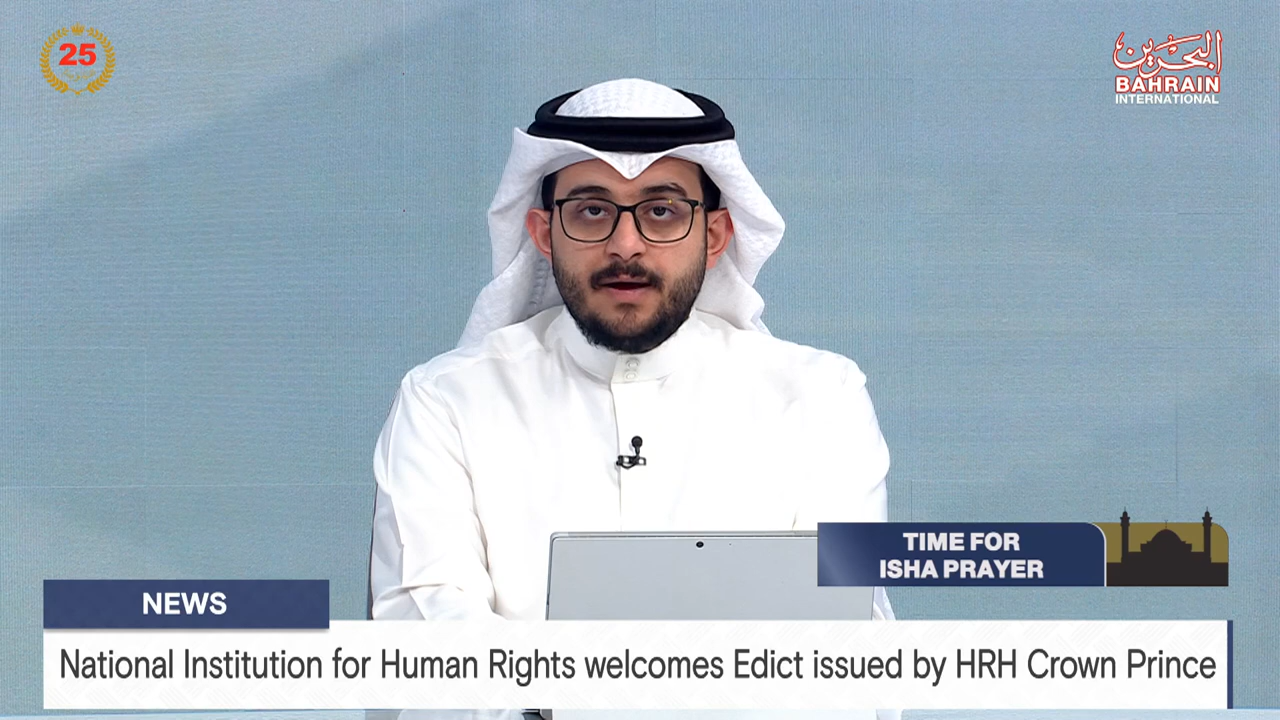 25
البحرين
BAHRAIN
INTERNATIONAL
TIME FOR
ISHA PRAYER
NEWS
National Institution for Human Rights welcomes Edict issued by HRH Crown Prince